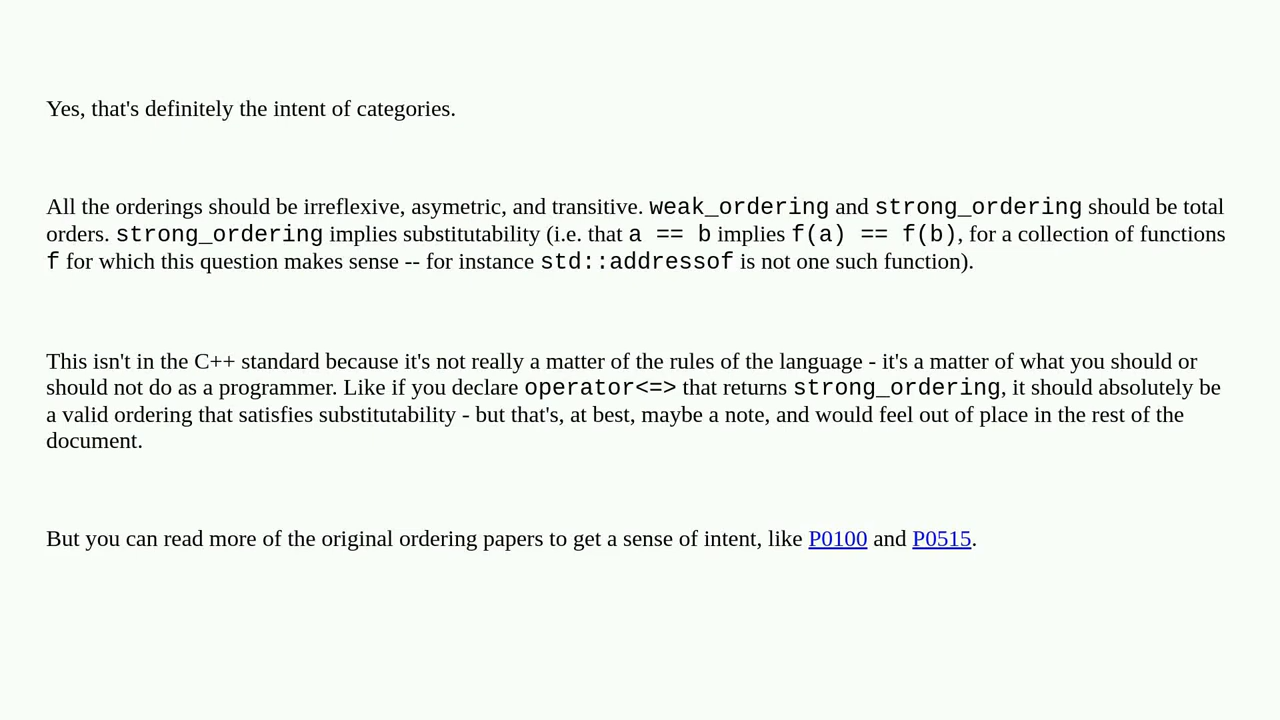 Yes, that's definitely the intent of categories.
All the orderings should be irreflexive, asymetric, and transitive. weak_ordering and strong_ordering should be total
orders. strong_ordering implies substitutability (i.e. that a == b implies f(a) == f(b), for a collection of functions
f for which this question makes sense -- for instance std::addressof is not one such function).
This isn't in the C++ standard because it's not really a matter of the rules of the language - it's a matter of what you should or
should not do as a programmer. Like if you declare operator<=> that returns strong_ordering, it should absolutely be
a valid ordering that satisfies substitutability - but that's, at best, maybe a note, and would feel out of place in the rest of the
document.
But you can read more of the original ordering papers to get a sense of intent, like P0100 and P0515.